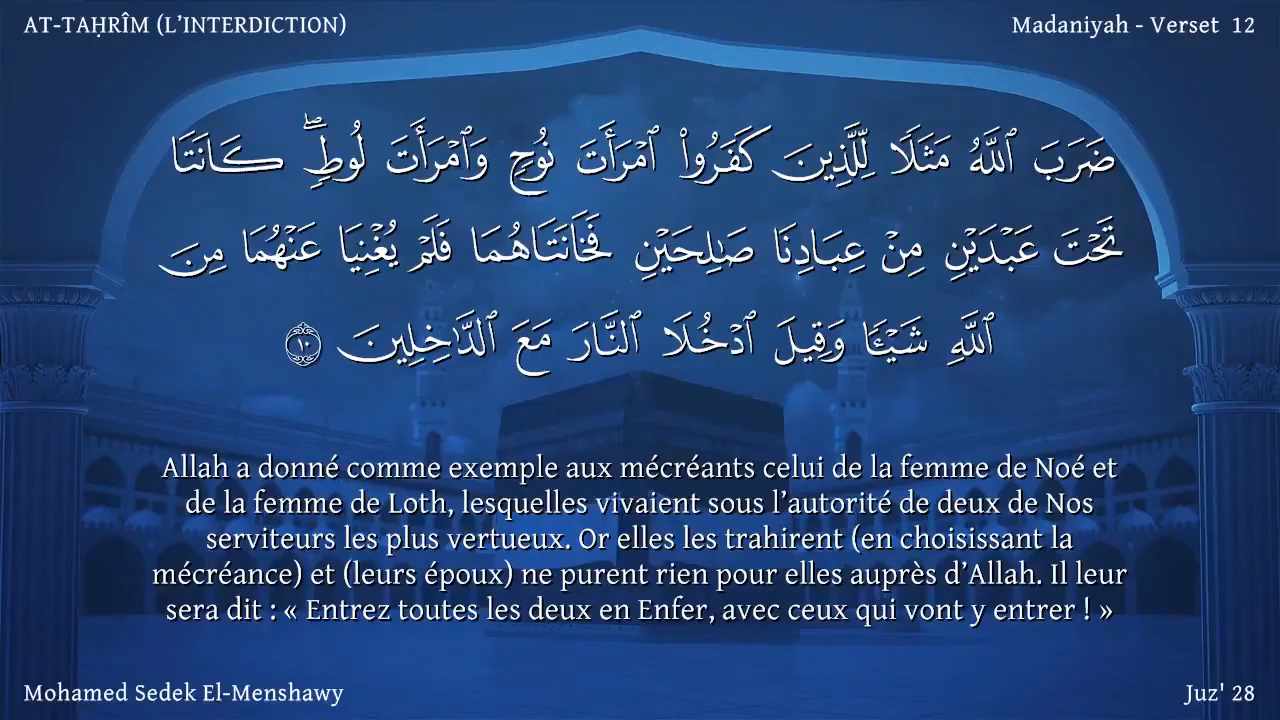 AT-TAḤRÎM (L’INTERDICTION)
Madaniyah - Verset 12
ضَرَبَ ٱللَّهُ مَثَلٗا لِّلَّذِينَ كَفَرُواْ ٱمۡرَأَتَ نُوحٖ وَٱمۡرَأَتَ لُوطٖۖ كَانَتَا
تَحۡتَ عَبۡدَيۡنِ مِنۡ عِبَادِنَا صَٰلِحَيۡنِ فَخَانَتَاهُمَا فَلَمۡ يُغۡنِيَا عَنۡهُمَا مِنَ
ٱللَّهِ شَيۡـٔٗا وَقِيلَ ٱدۡخُلَا ٱلنَّارَ مَعَ ٱلدَّٰخِلِينَ ١٠
Allah a donné comme exemple aux mécréants celui de la femme de Noé et
de la femme de Loth, lesquelles vivaient sous l’autorité de deux de Nos
serviteurs les plus vertueux. Or elles les trahirent (en choisissant la
mécréance) et (leurs époux) ne purent rien pour elles auprès d’Allah. Il leur
sera dit : « Entrez toutes les deux en Enfer, avec ceux qui vont y entrer ! »
Mohamed Sedek El-Menshawy
Juz' 28